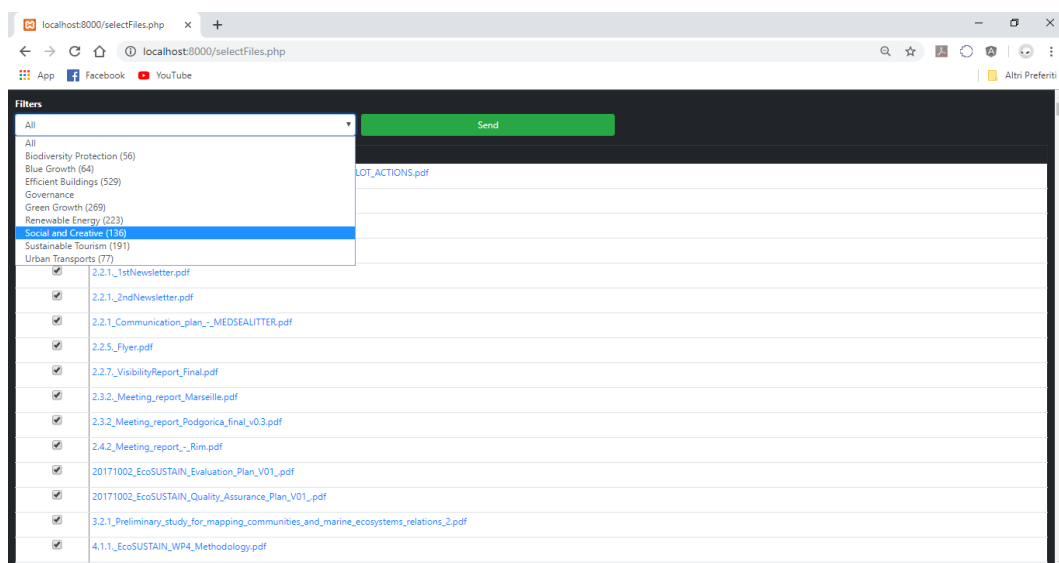 localhost:8000/selectFiles.php
localhost:8000/selectFiles.php
App Facebook YouTube Altri Preferiti
Filters
All Send
All
Biodiversity Protection (56)
Blue Growth (64)
LOT_ACTIONS.pdf
Efficient Buildings (529)
Governance
Green Growth (269)
Renewable Energy (223)
Social and Creative (136)
Sustainable Tourism (191)
Urban Transports (77)
2.2.1._1stNewsletter.pdf
2.2.1._2ndNewsletter.pdf
2.2.1_Communication_plan_-_MEDSEALITTER.pdf
2.2.5._Flyer.pdf
2.2.7._VisibilityReport_Final.pdf
2.3.2._Meeting_report_Marseille.pdf
2.3.2_Meeting_report_Podgorica_final_v0.3.pdf
2.4.2_Meeting_report_-_Rim.pdf
20171002_EcoSUSTAIN_Evaluation_Plan_V01_.pdf
20171002_EcoSUSTAIN_Quality_Assurance_Plan_V01_.pdf
3.2.1_Preliminary_study_for_mapping_communities_and_marine_ecosystems_relations_2.pdf
4.1.1._EcoSUSTAIN_WP4_Methodology.pdf